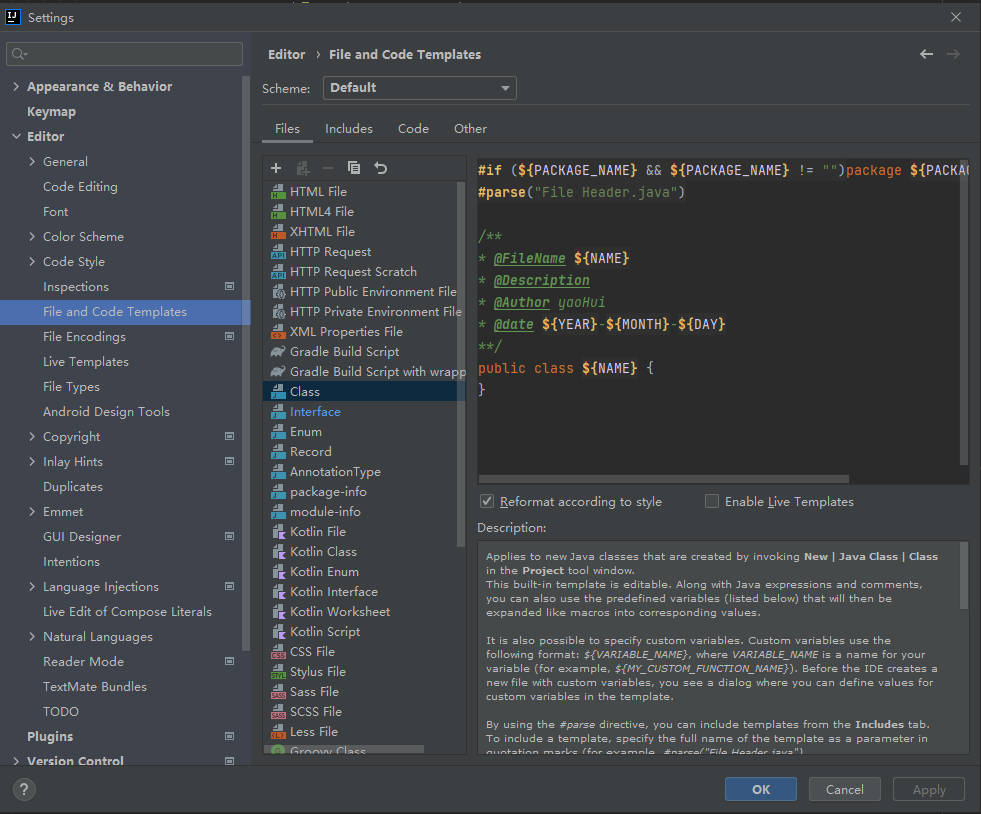 Settings
Appearance & Behavior
Keymap
Editor
General
Code Editing
Font
Color Scheme
Code Style
Inspections
File and Code Templates
File Encodings
Live Templates
File Types
Android Design Tools
Copyright
Inlay Hints
Duplicates
Emmet
GUI Designer
Intentions
Language Injections
Live Edit of Compose Literals
Natural Languages
Reader Mode
TextMate Bundles
TODO
Plugins
Version Control
Editor › File and Code Templates
Scheme: Default
Files Includes Code Other
HTML File
HTML4 File
XHTML File
HTTP Request
HTTP Request Scratch
HTTP Public Environment File
HTTP Private Environment File
XML Properties File
Gradle Build Script
Gradle Build Script with wrapp
Class
Interface
Enum
Record
AnnotationType
package-info
module-info
Kotlin File
Kotlin Class
Kotlin Enum
Kotlin Interface
Kotlin Worksheet
Kotlin Script
CSS File
Stylus File
Sass File
SCSS File
Less File
Groovy Class
#if (${PACKAGE_NAME} && ${PACKAGE_NAME} != "")package ${PACKA
#parse("File Header.java")
/**
* @FileName ${NAME}
* @Description
* @Author yaoHui
* @date ${YEAR}-${MONTH}-${DAY}
**/
public class ${NAME} {
}
Reformat according to style Enable Live Templates
Description:
Applies to new Java classes that are created by invoking New | Java Class | Class
in the Project tool window.
This built-in template is editable. Along with Java expressions and comments,
you can also use the predefined variables (listed below) that will then be
expanded like macros into corresponding values.
It is also possible to specify custom variables. Custom variables use the
following format: ${VARIABLE_NAME}, where VARIABLE_NAME is a name for your
variable (for example, ${MY_CUSTOM_FUNCTION_NAME}). Before the IDE creates a
new file with custom variables, you see a dialog where you can define values for
custom variables in the template.
By using the #parse directive, you can include templates from the Includes tab.
To include a template, specify the full name of the template as a parameter in
quotation marks (for example, #parse("File Header.java")
? OK Cancel Apply